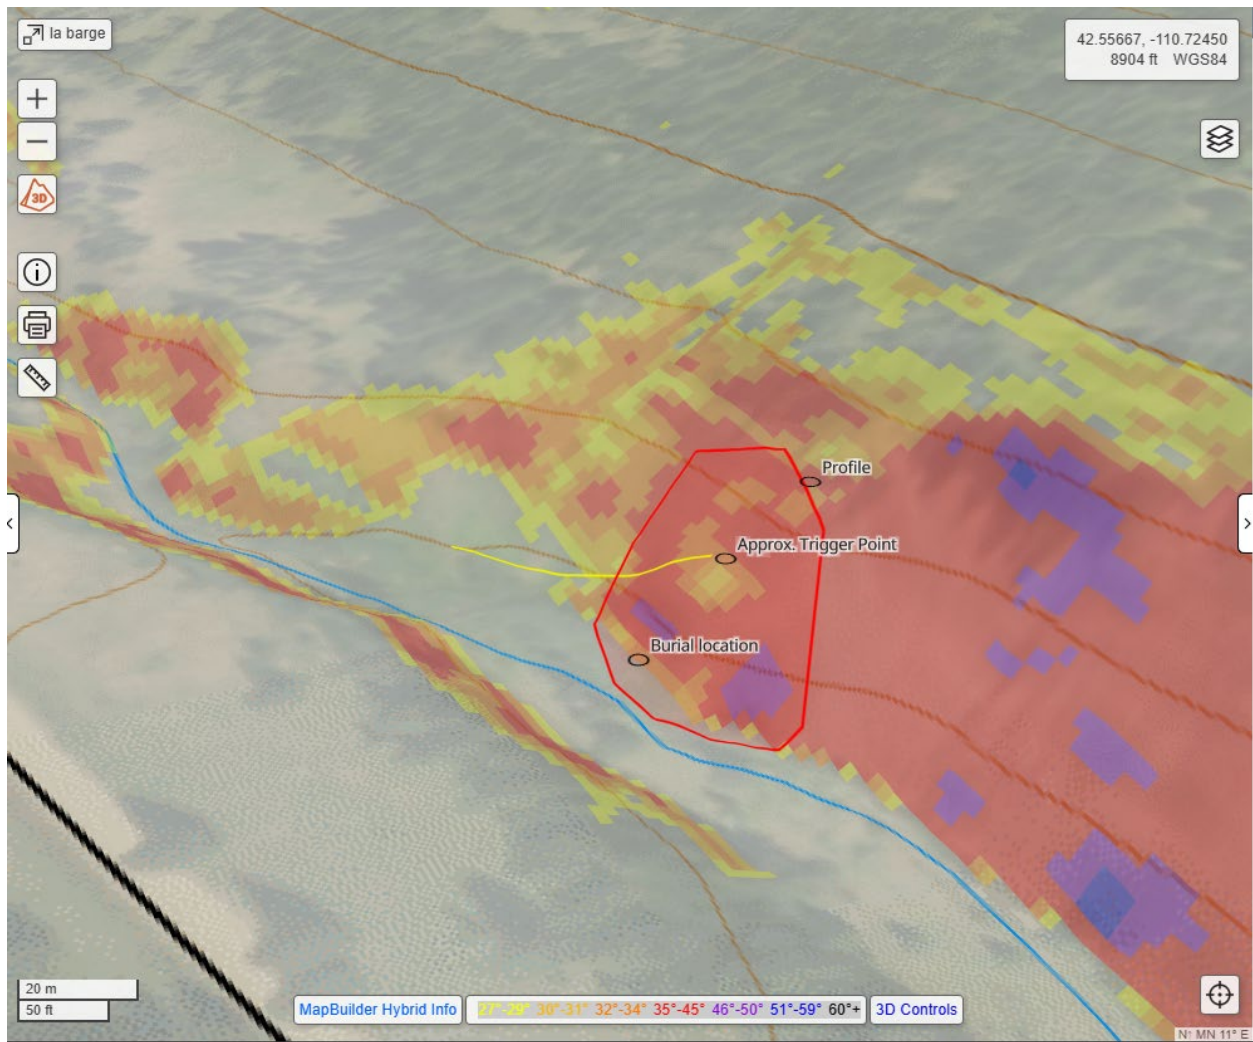 la barge
42.55667, -110.72450
8904 ft WGS84
3D
Profile
Approx. Trigger Point
Burial location
20 m
50 ft
MapBuilder Hybrid Info
27°-29° 30°-31° 32°-34° 35°-45° 46°-50° 51°-59° 60°+
3D Controls
N↑ MN 11° E